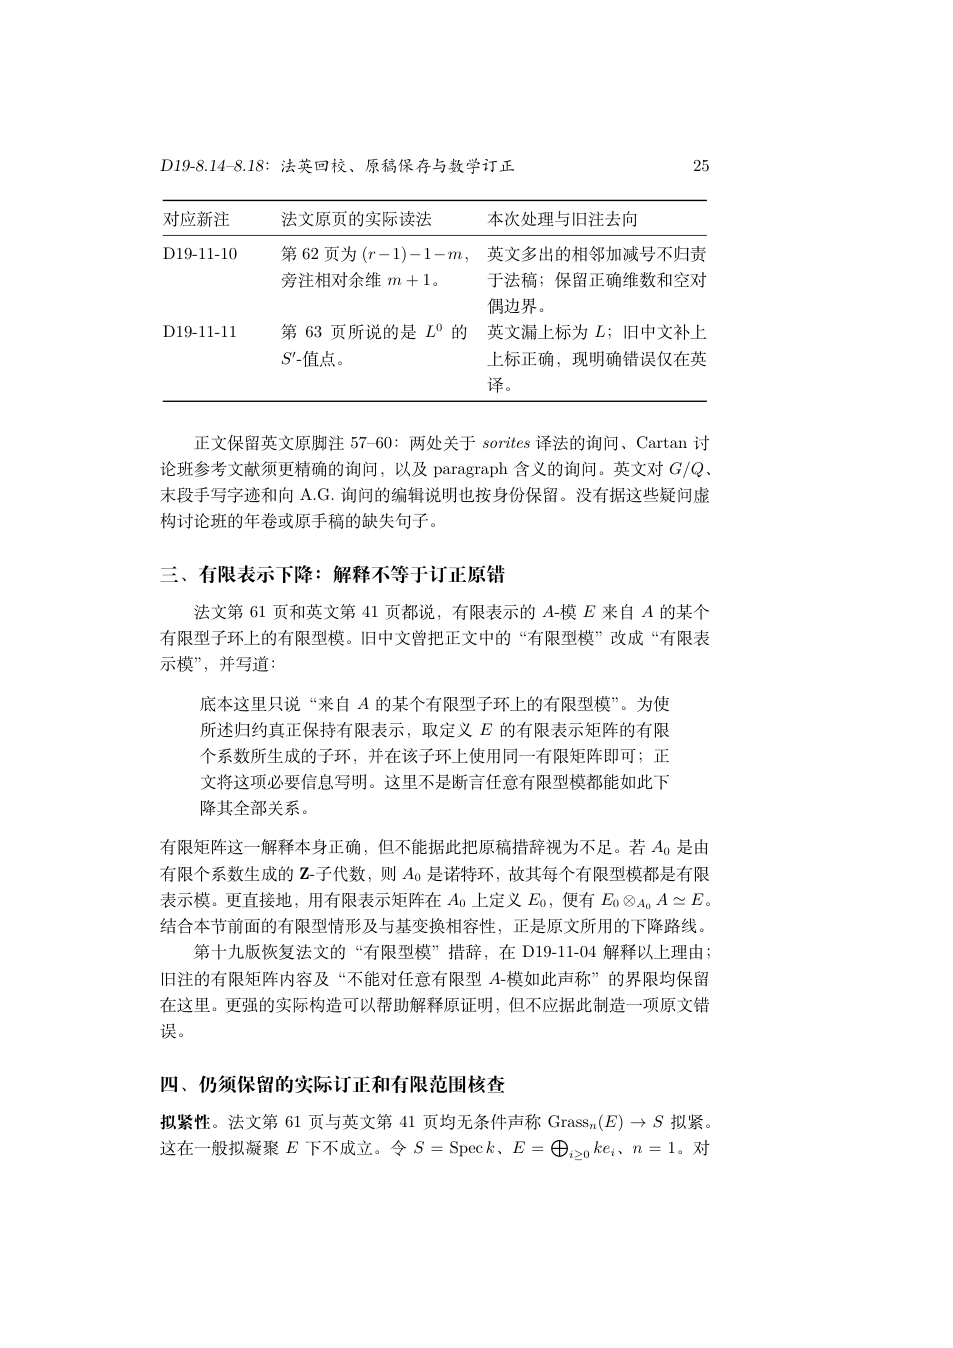 D19-8.14–8.18：法英回校、原稿保存与数学订正 25
对应新注 法文原页的实际读法 本次处理与旧注去向
D19-11-10 第 62 页为 (r−1)−1−m， 英文多出的相邻加减号不归责
旁注相对余维 m + 1。 于法稿；保留正确维数和空对
偶边界。
D19-11-11 第 63 页所说的是 L⁰ 的 英文漏上标为 L；旧中文补上
S′-值点。 上标正确，现明确错误仅在英
译。
正文保留英文原脚注 57–60：两处关于 sorites 译法的询问、Cartan 讨
论班参考文献须更精确的询问，以及 paragraph 含义的询问。英文对 G/Q、
末段手写字迹和向 A.G. 询问的编辑说明也按身份保留。没有据这些疑问虚
构讨论班的年卷或原手稿的缺失句子。
三、有限表示下降：解释不等于订正原错
法文第 61 页和英文第 41 页都说，有限表示的 A-模 E 来自 A 的某个
有限型子环上的有限型模。旧中文曾把正文中的“有限型模”改成“有限表
示模”，并写道：
底本这里只说“来自 A 的某个有限型子环上的有限型模”。为使
所述归约真正保持有限表示，取定义 E 的有限表示矩阵的有限
个系数所生成的子环，并在该子环上使用同一有限矩阵即可；正
文将这项必要信息写明。这里不是断言任意有限型模都能如此下
降其全部关系。
有限矩阵这一解释本身正确，但不能据此把原稿措辞视为不足。若 A₀ 是由
有限个系数生成的 Z-子代数，则 A₀ 是诺特环，故其每个有限型模都是有限
表示模。更直接地，用有限表示矩阵在 A₀ 上定义 E₀，便有 E₀ ⊗_{A₀} A ≃ E。
结合本节前面的有限型情形及与基变换相容性，正是原文所用的下降路线。
第十九版恢复法文的“有限型模”措辞，在 D19-11-04 解释以上理由；
旧注的有限矩阵内容及“不能对任意有限型 A-模如此声称”的界限均保留
在这里。更强的实际构造可以帮助解释原证明，但不应据此制造一项原文错
误。
四、仍须保留的实际订正和有限范围核查
拟紧性。法文第 61 页与英文第 41 页均无条件声称 Grassₙ(E) → S 拟紧。
这在一般拟凝聚 E 下不成立。令 S = Spec k、E = ⨁_{i≥0} ke_i、n = 1。对